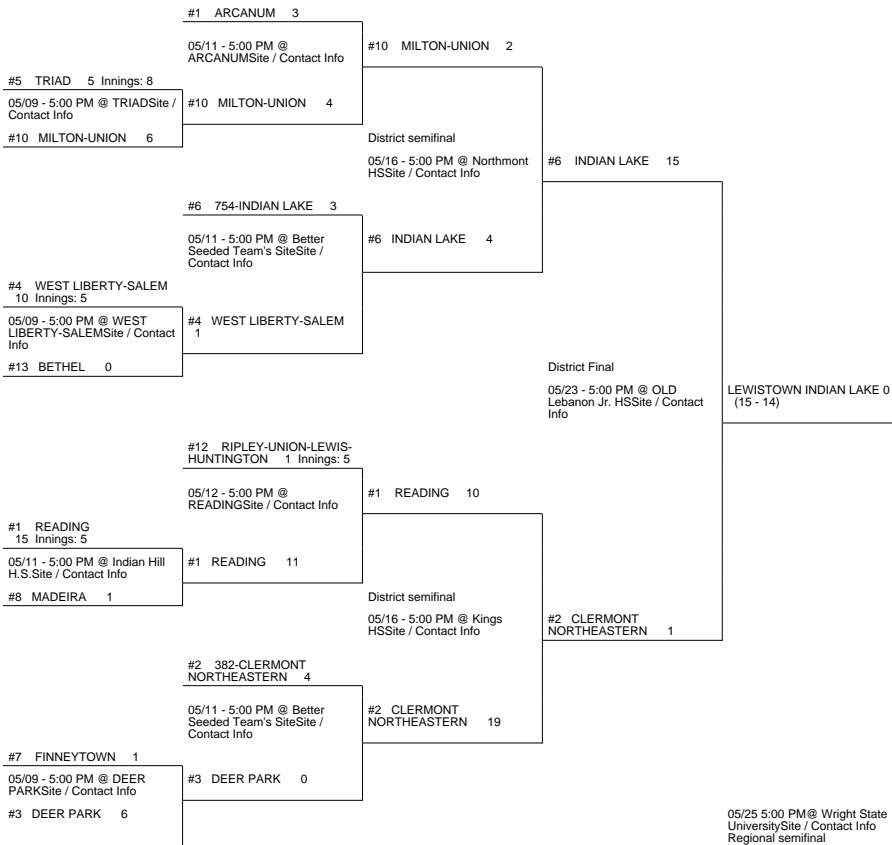 #1 ARCANUM 3
05/11 - 5:00 PM @
ARCANUMSite / Contact Info
#10 MILTON-UNION 2
#5 TRIAD 5 Innings: 8
05/09 - 5:00 PM @ TRIADSite /
Contact Info
#10 MILTON-UNION 4
#10 MILTON-UNION 6
District semifinal
05/16 - 5:00 PM @ Northmont
HSSite / Contact Info
#6 INDIAN LAKE 15
#6 754-INDIAN LAKE 3
05/11 - 5:00 PM @ Better
Seeded Team's SiteSite /
Contact Info
#6 INDIAN LAKE 4
#4 WEST LIBERTY-SALEM
10 Innings: 5
05/09 - 5:00 PM @ WEST
LIBERTY-SALEMSite / Contact
Info
#4 WEST LIBERTY-SALEM
1
#13 BETHEL 0
District Final
05/23 - 5:00 PM @ OLD
Lebanon Jr. HSSite / Contact
Info
LEWISTOWN INDIAN LAKE 0
(15 - 14)
#12 RIPLEY-UNION-LEWIS-
HUNTINGTON 1 Innings: 5
05/12 - 5:00 PM @
READINGSite / Contact Info
#1 READING 10
#1 READING
15 Innings: 5
05/11 - 5:00 PM @ Indian Hill
H.S.Site / Contact Info
#1 READING 11
#8 MADEIRA 1
District semifinal
05/16 - 5:00 PM @ Kings
HSSite / Contact Info
#2 CLERMONT
NORTHEASTERN 1
#2 382-CLERMONT
NORTHEASTERN 4
05/11 - 5:00 PM @ Better
Seeded Team's SiteSite /
Contact Info
#2 CLERMONT
NORTHEASTERN 19
#7 FINNEYTOWN 1
05/09 - 5:00 PM @ DEER
PARKSite / Contact Info
#3 DEER PARK 0
#3 DEER PARK 6
05/25 5:00 PM@ Wright State
UniversitySite / Contact Info
Regional semifinal